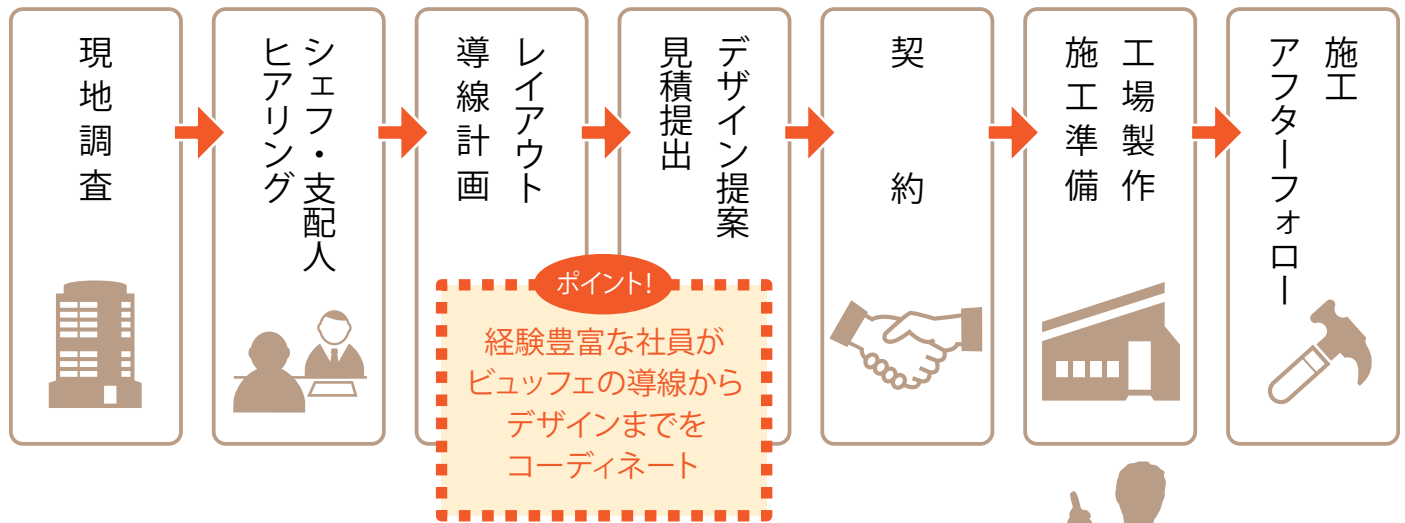 現地調査
シェフ・支配人
ヒアリング
レイアウト
導線計画
デザイン提案
見積提出
契約
工場製作
施工準備
施工
アフターフォロー
ポイント!
経験豊富な社員が
ビュッフェの導線から
デザインまでを
コーディネート